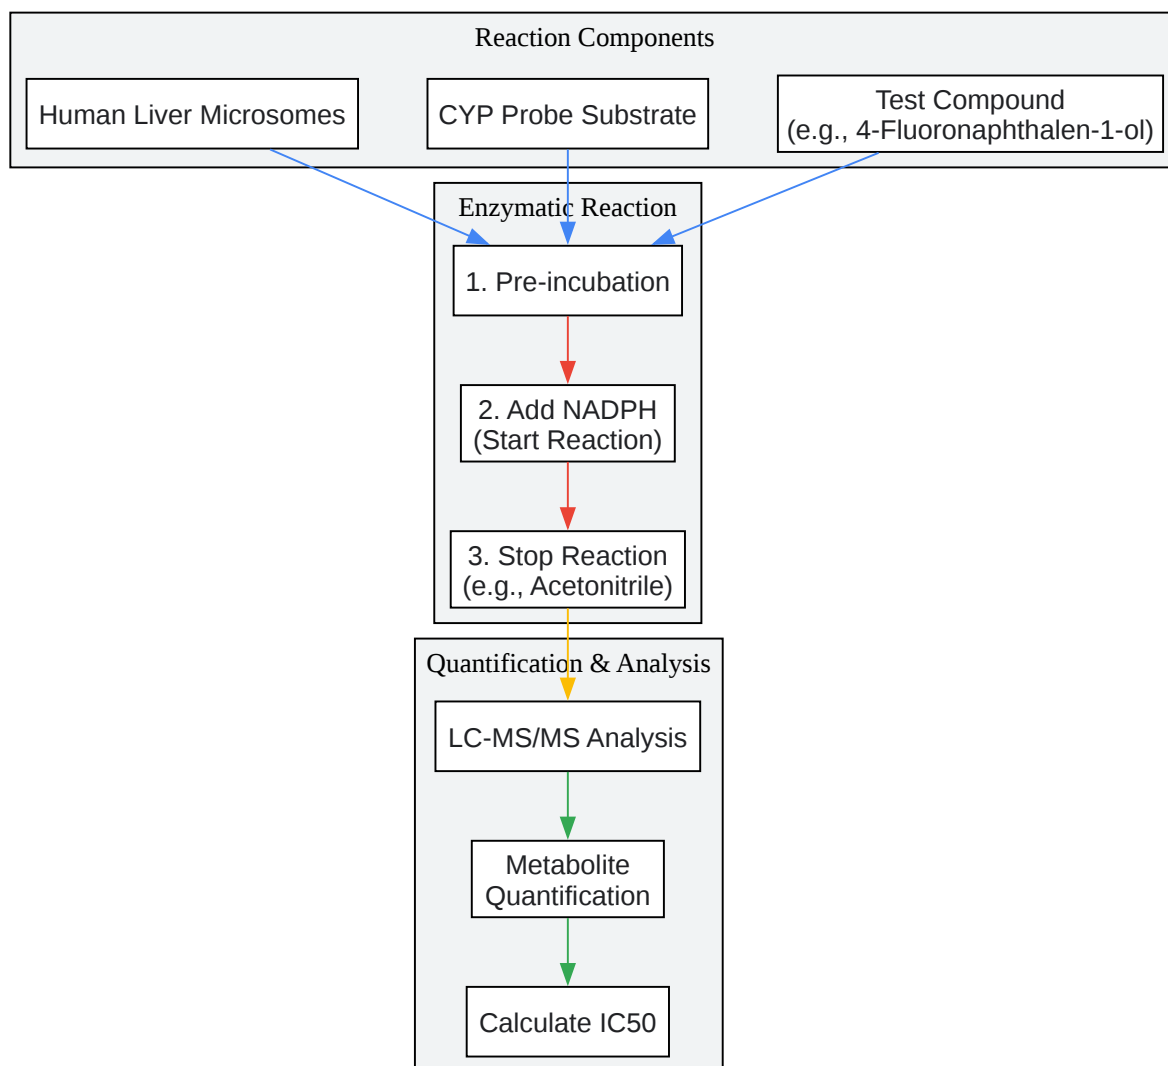 Reaction Components
Human Liver Microsomes
CYP Probe Substrate
Test Compound
(e.g., 4-Fluoronaphthalen-1-ol)
Enzymatic Reaction
1. Pre-incubation
2. Add NADPH
(Start Reaction)
3. Stop Reaction
(e.g., Acetonitrile)
Quantification & Analysis
LC-MS/MS Analysis
Metabolite
Quantification
Calculate IC50